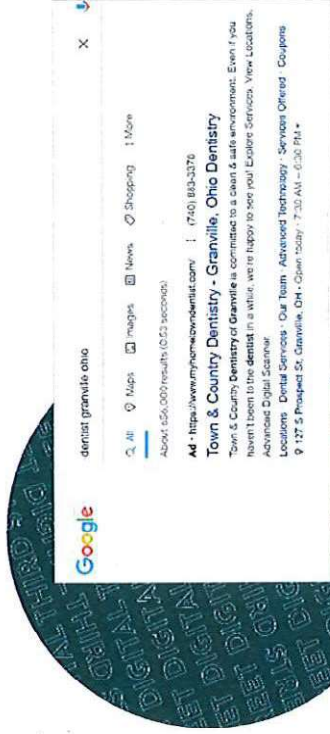 Google
dentist granville ohio
All Maps Images News Shopping 1 More
About 656,000 results (0.53 seconds)
Ad · https://www.myhometowndentist.com/ (740) 883-3376
Town & Country Dentistry - Granville, Ohio Dentistry
Town & Country Dentistry of Granville is committed to a clean & safe environment. Even if you
haven't been to the dentist in a while, we're happy to see you! Explore Services. View Locations.
Advanced Digital Scanner.
Locations · Dental Services · Our Team · Advanced Technology · Services Offered · Coupons
127 S Prospect St, Granville, OH · Open today · 7:30 AM – 6:30 PM